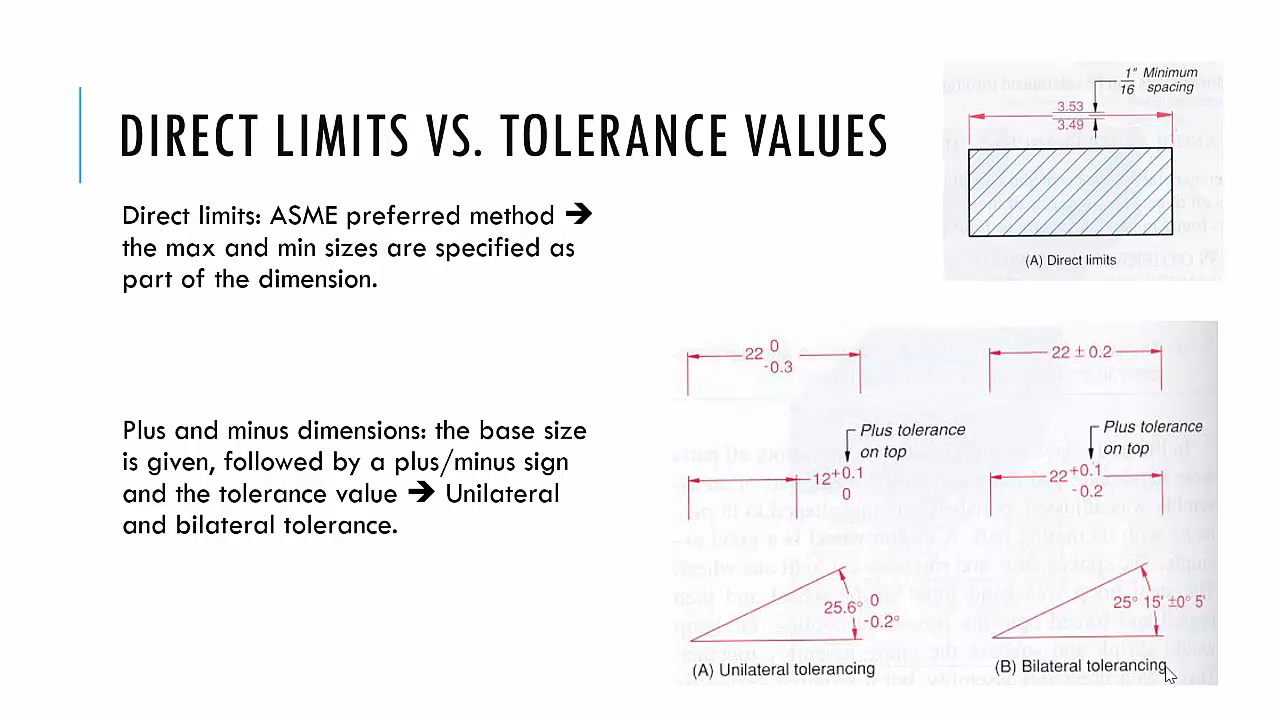 DIRECT LIMITS VS. TOLERANCE VALUES
Direct limits: ASME preferred method ➔
the max and min sizes are specified as
part of the dimension.
Plus and minus dimensions: the base size
is given, followed by a plus/minus sign
and the tolerance value ➔ Unilateral
and bilateral tolerance.
1" Minimum
16 spacing
3.53
3.49
(A) Direct limits
22 0
-0.3
22 ± 0.2
Plus tolerance
on top
12 +0.1
0
Plus tolerance
on top
22 +0.1
-0.2
25.6° 0
-0.2°
25° 15' ±0° 5'
(A) Unilateral tolerancing
(B) Bilateral tolerancing